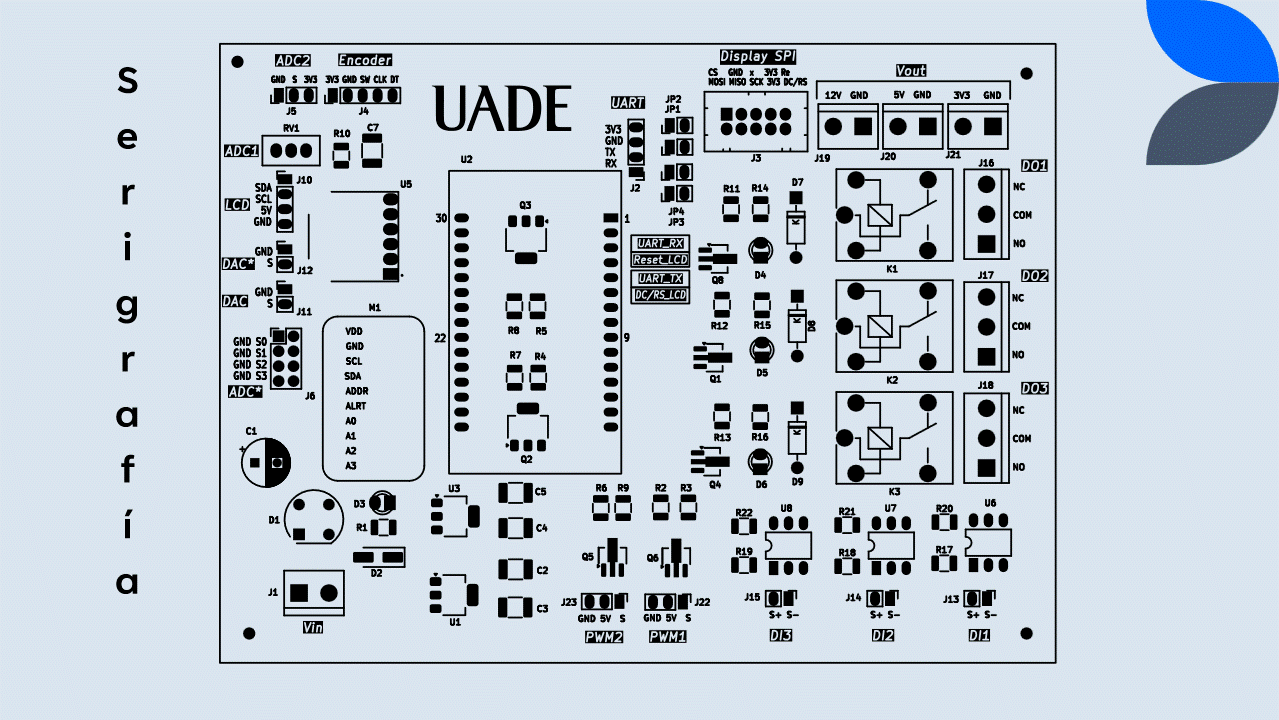 Serigrafía
ADC2 Encoder
GND S 3V3 3V3 GND SW CLK DT
J5 J4
UADE
RV1 R10 C7
ADC1
J10 U5
SDA
SCL
5V
GND
LCD
GND
S
DAC*
J12
GND
S
DAC
J11
GND S0
GND S1
GND S2
GND S3
J6
ADC*
M1
VDD
GND
SCL
SDA
ADDR
ALRT
A0
A1
A2
A3
C1
+
D1
D3
R1
D2
J1
Vin
U2
Q3
30 1
R8 R5
22 9
R7 R4
Q2
U3
C5
C4
C2
C3
U1
UART
3V3
GND
TX
RX
J2
JP2
JP1
JP4
JP3
UART_RX
Reset_LCD
UART_TX
DC/RS_LCD
Display SPI
CS GND x 3V3 Re
MOSI MISO SCK 3V3 DC/RS
J3
Vout
12V GND 5V GND 3V3 GND
J19 J20 J21
R11 R14 D7
K
Q8 D4
R12 R15 D8
K
Q1 D5
R13 R16 D9
K
Q4 D6
K1
K2
K3
J16 DO1
NC
COM
NO
J17 DO2
NC
COM
NO
J18 DO3
NC
COM
NO
R6 R9 R2 R3
Q5 Q6
J23 J22
GND 5V S GND 5V S
PWM2 PWM1
R22 U8 R21 U7 R20 U6
R19 R18 R17
J15 J14 J13
S+ S- S+ S- S+ S-
DI3 DI2 DI1